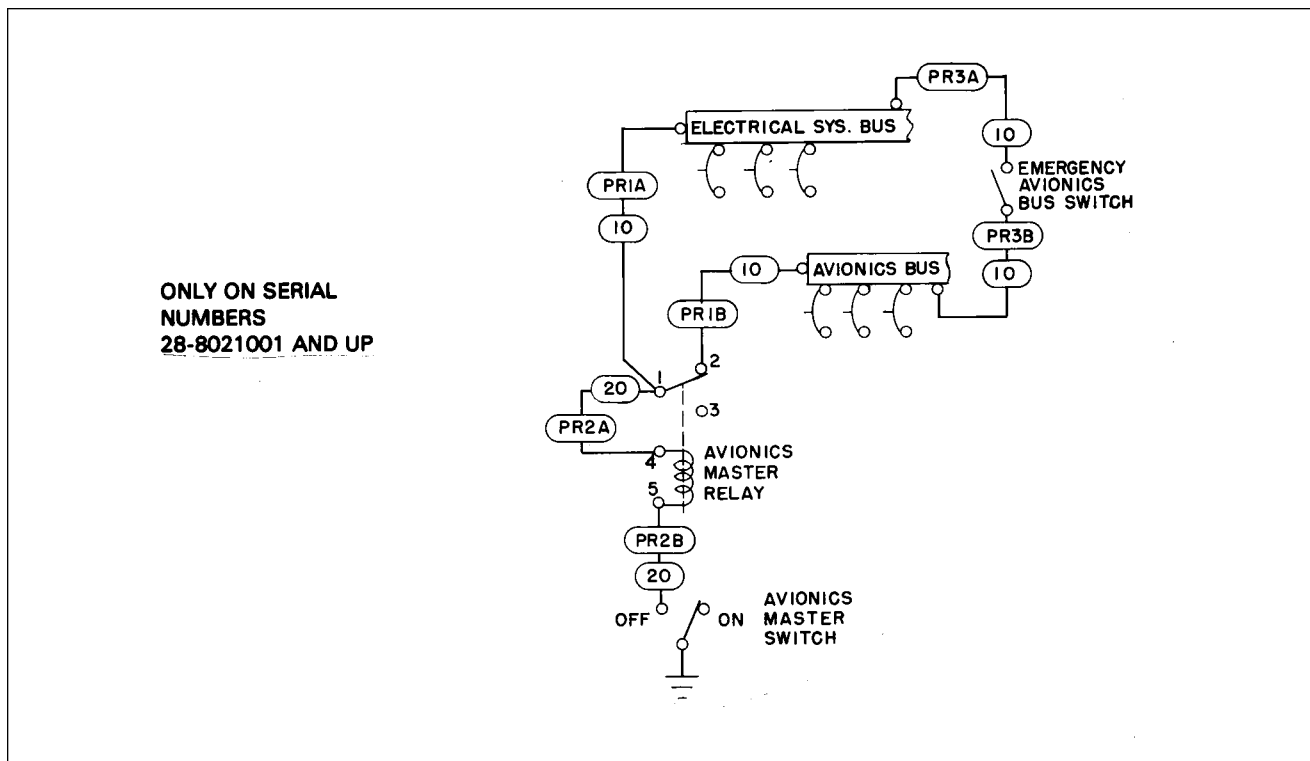 PR3A
ELECTRICAL SYS. BUS
10
EMERGENCY
AVIONICS
BUS SWITCH
PR1A
10
PR3B
10
AVIONICS BUS
10
PR1B
ONLY ON SERIAL
NUMBERS
28-8021001 AND UP
1
2
20
3
PR2A
4
AVIONICS
MASTER
RELAY
5
PR2B
20
OFF
ON
AVIONICS
MASTER
SWITCH